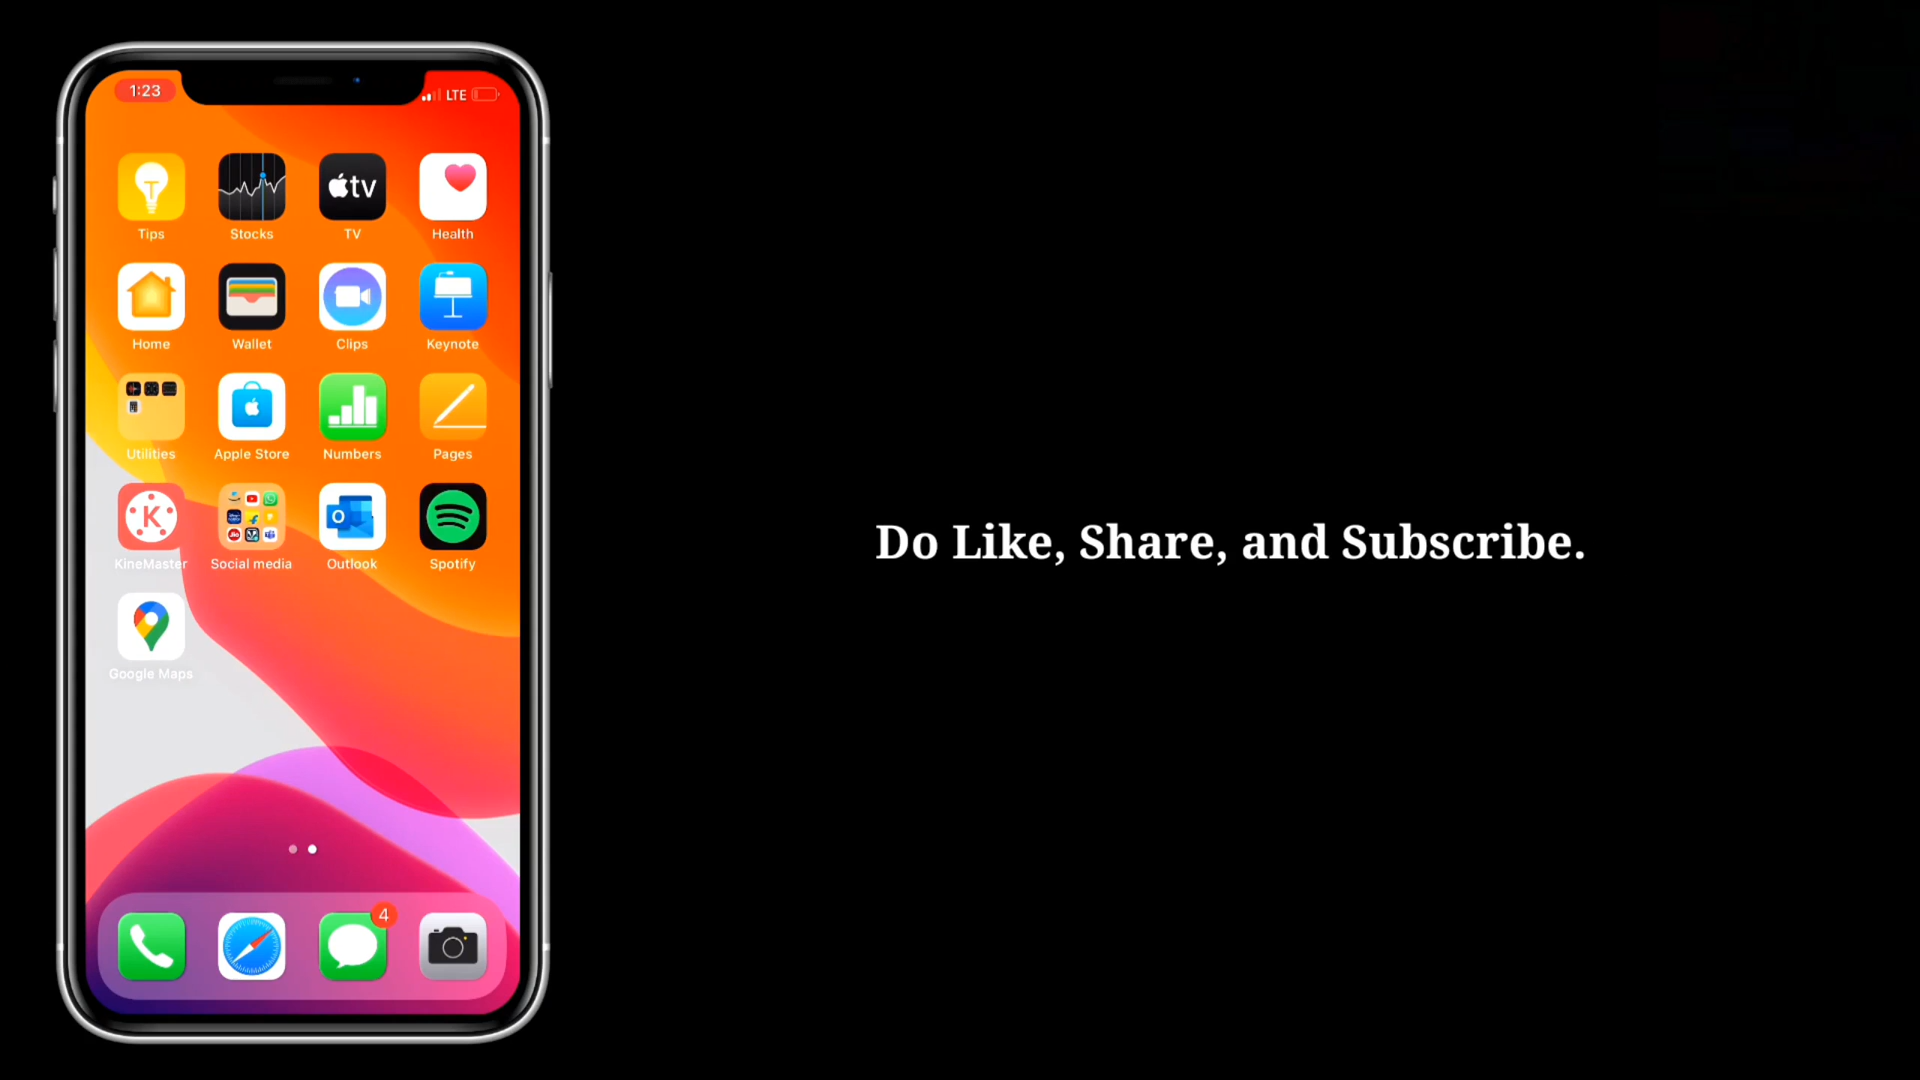 1:23
LTE
tv
Tips
Stocks
TV
Health
Home
Wallet
Clips
Keynote
Utilities
Apple Store
Numbers
Pages
K
O
KineMaster
Social media
Outlook
Spotify
Google Maps
4
Do Like, Share, and Subscribe.